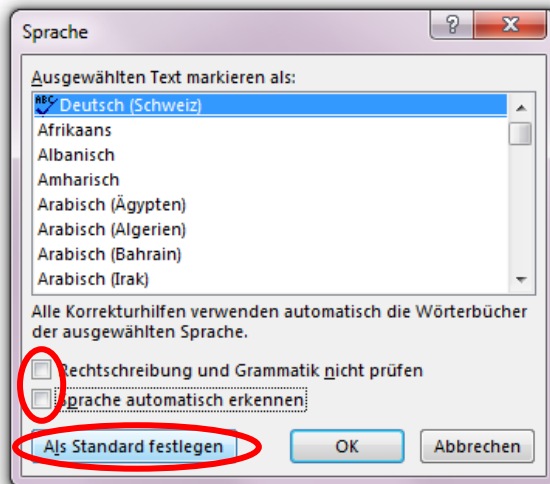 Sprache
?
X
Ausgewählten Text markieren als:
ABC Deutsch (Schweiz)
Afrikaans
Albanisch
Amharisch
Arabisch (Ägypten)
Arabisch (Algerien)
Arabisch (Bahrain)
Arabisch (Irak)
Alle Korrekturhilfen verwenden automatisch die Wörterbücher
der ausgewählten Sprache.
Rechtschreibung und Grammatik nicht prüfen
Sprache automatisch erkennen
Als Standard festlegen
OK
Abbrechen